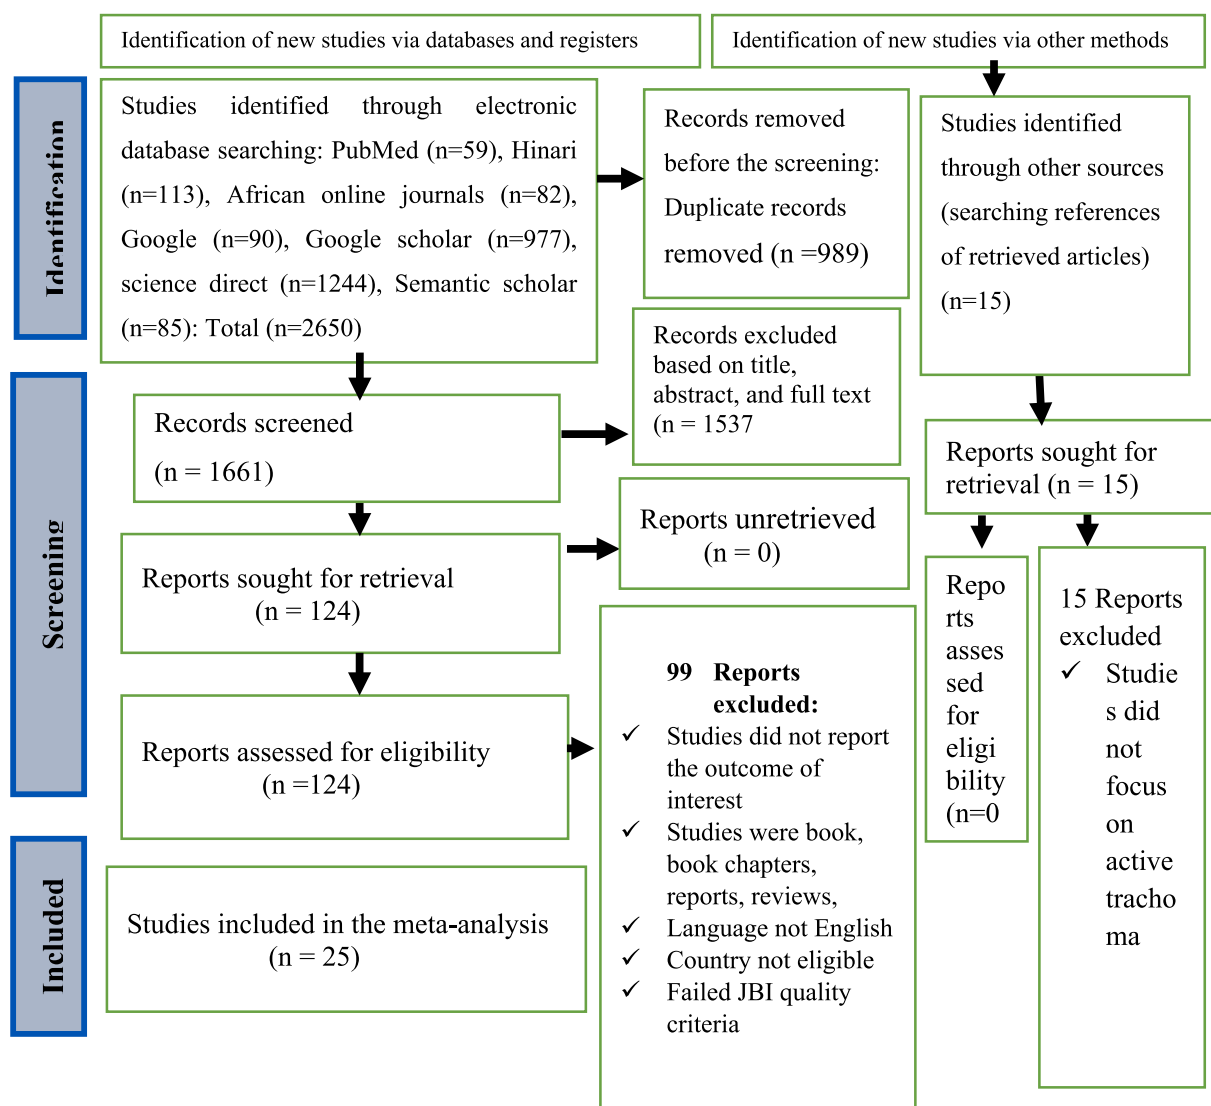 Identification of new studies via databases and registers
Identification of new studies via other methods
Identification
Studies identified through electronic
database searching: PubMed (n=59), Hinari
(n=113), African online journals (n=82),
Google (n=90), Google scholar (n=977),
science direct (n=1244), Semantic scholar
(n=85): Total (n=2650)
Records removed
before the screening:
Duplicate records
removed (n =989)
Studies identified
through other sources
(searching references
of retrieved articles)
(n=15)
Screening
Records screened
(n = 1661)
Records excluded
based on title,
abstract, and full text
(n = 1537
Reports sought for
retrieval (n = 15)
Reports sought for retrieval
(n = 124)
Reports unretrieved
(n = 0)
Repo
rts
asses
sed
for
eligi
bility
(n=0
15 Reports
excluded
✓ Studie
s did
not
focus
on
active
tracho
ma
Reports assessed for eligibility
(n =124)
99 Reports
excluded:
✓ Studies did not report
the outcome of
interest
✓ Studies were book,
book chapters,
reports, reviews,
✓ Language not English
✓ Country not eligible
✓ Failed JBI quality
criteria
Included
Studies included in the meta-analysis
(n = 25)